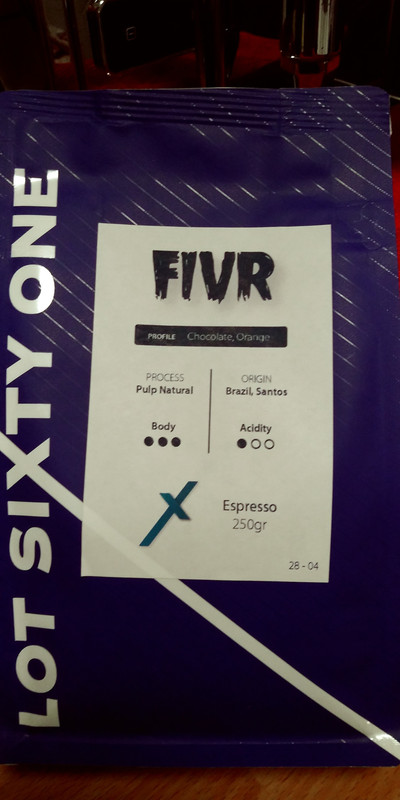 LOT SIXTY ONE
FIVR
PROFILE Chocolate, Orange
PROCESS
Pulp Natural
ORIGIN
Brazil, Santos
Body
Acidity
Espresso
250gr
28 - 04